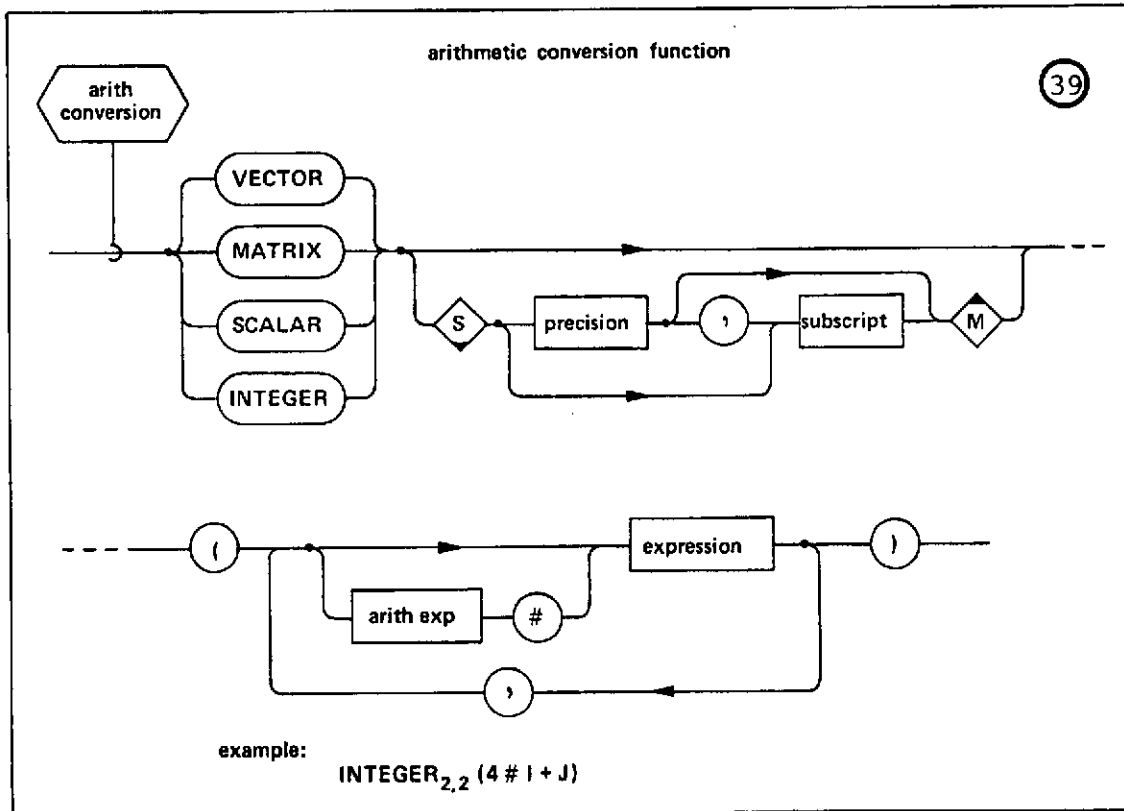 arithmetic conversion function
39
arith
conversion
VECTOR
MATRIX
SCALAR
INTEGER
S
precision
,
subscript
M
(
arith exp
#
expression
)
,
example:
INTEGER2,2 (4 # I + J)